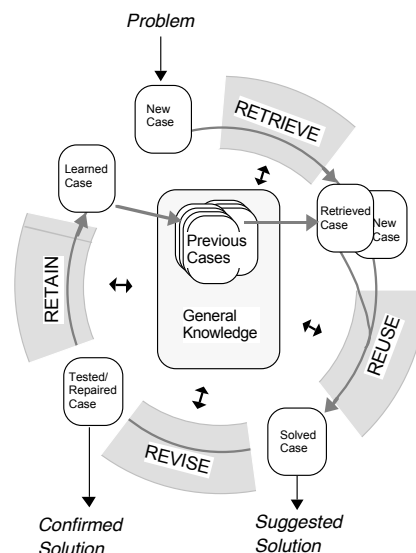 Problem
New
Case
RETRIEVE
Learned
Case
Retrieved
Case
New
Case
Previous
Cases
General
Knowledge
RETAIN
REUSE
Tested/
Repaired
Case
REVISE
Solved
Case
Confirmed
Solution
Suggested
Solution